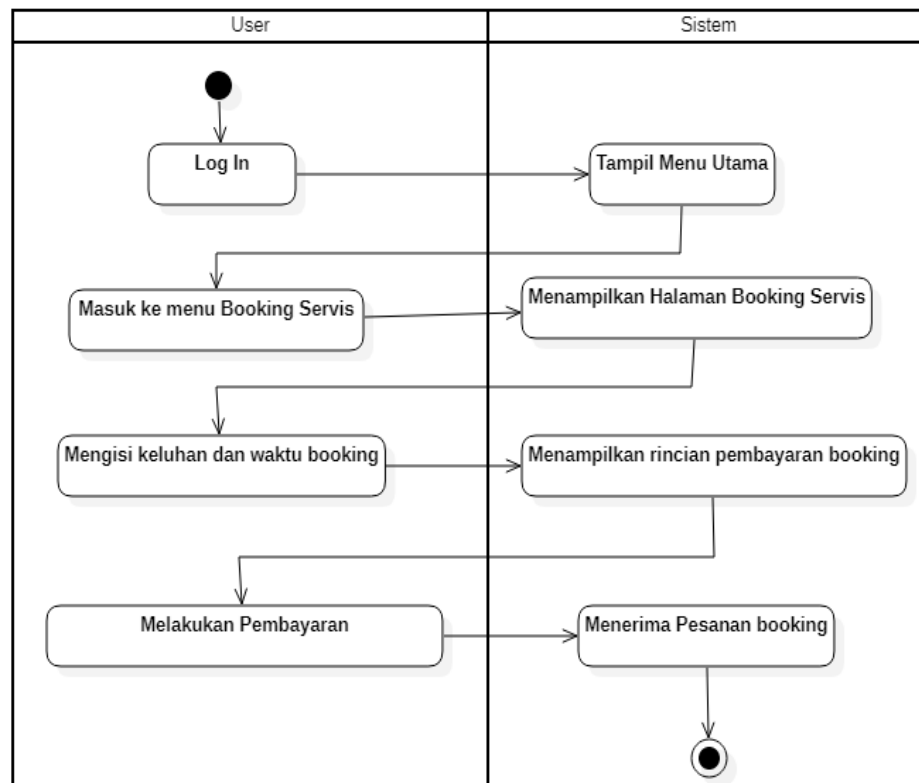 User
Sistem
Log In
Tampil Menu Utama
Masuk ke menu Booking Servis
Menampilkan Halaman Booking Servis
Mengisi keluhan dan waktu booking
Menampilkan rincian pembayaran booking
Melakukan Pembayaran
Menerima Pesanan booking